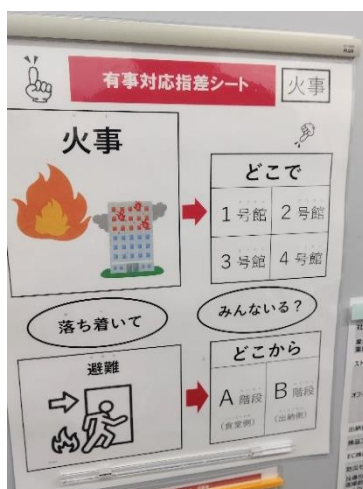 有事対応指差シート
火事
火事
どこで
1号館 2号館
3号館 4号館
落ち着いて
みんないる？
避難
どこから
A階段 B階段
(食堂側) (出納側)